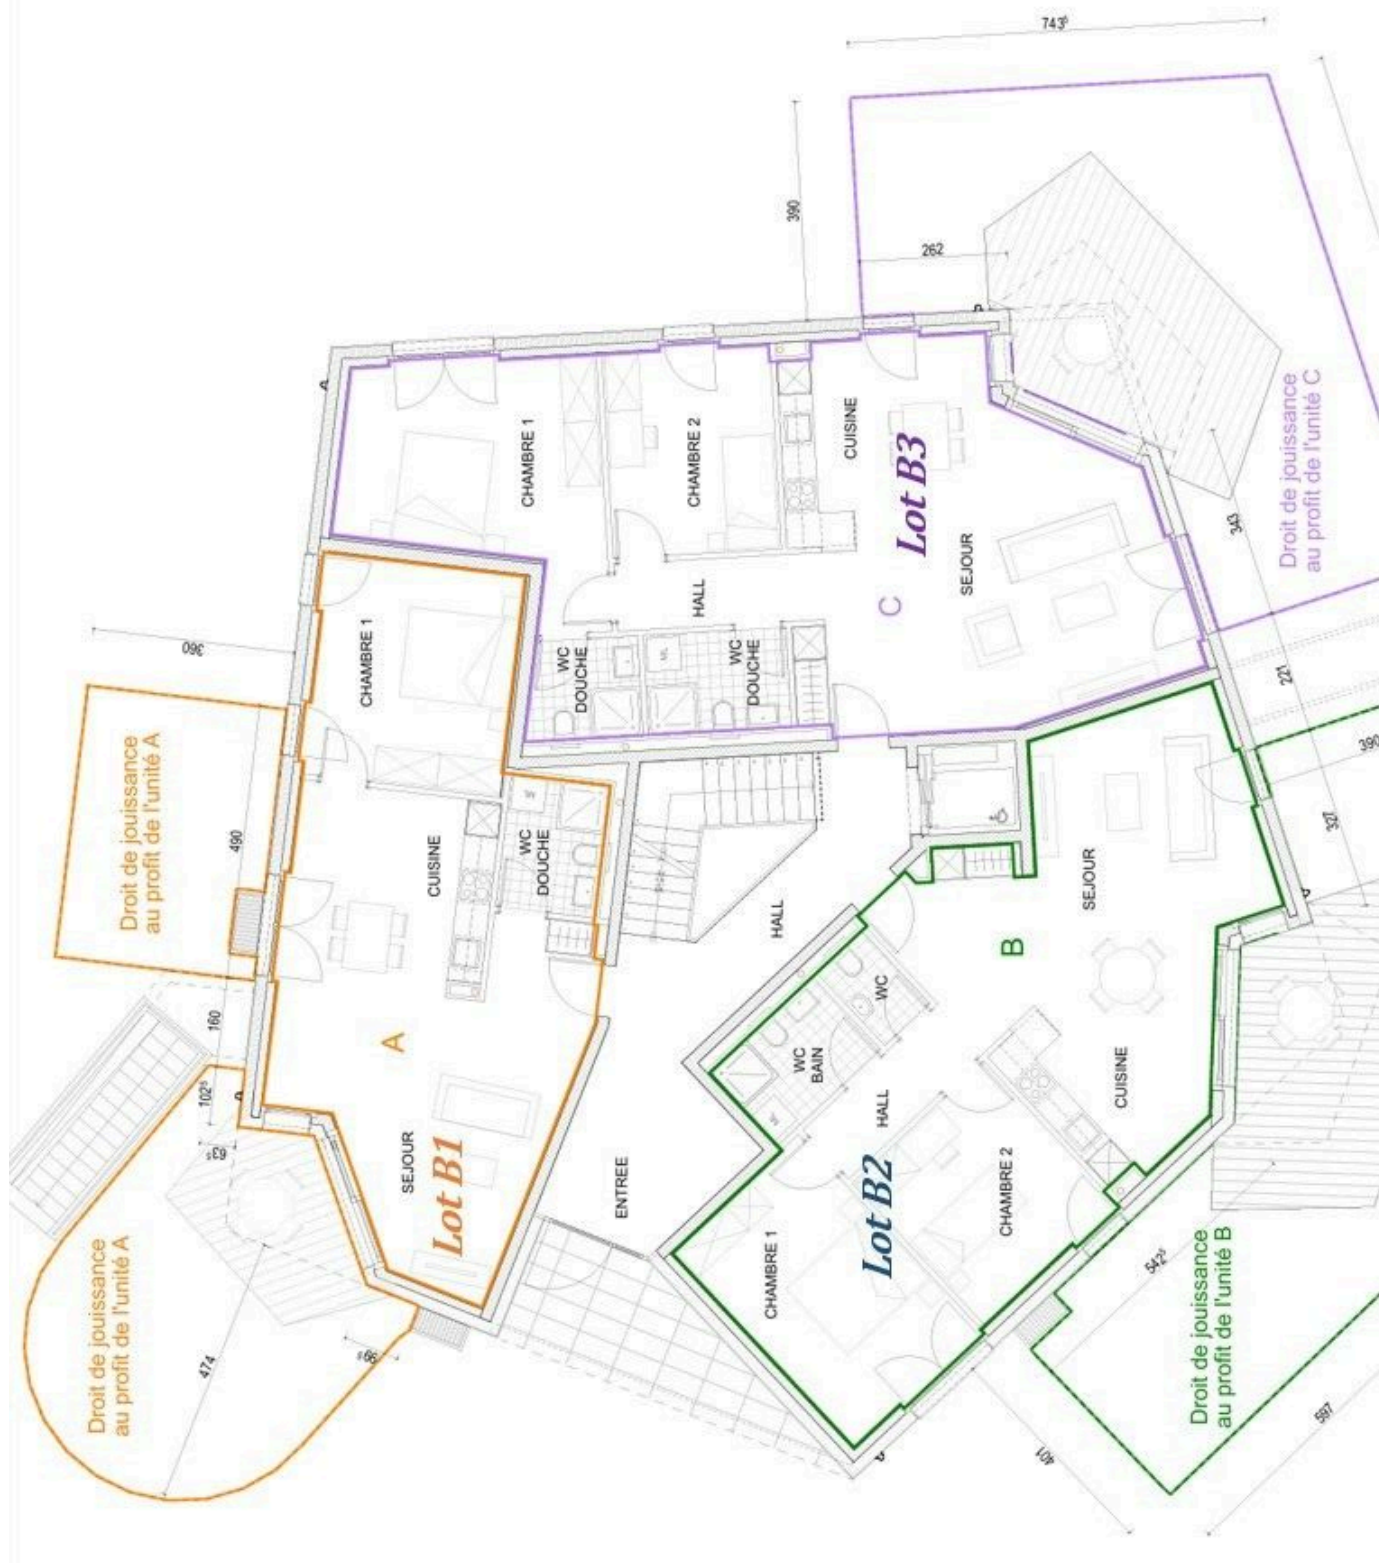 743⁵
390
262
CHAMBRE 1
CHAMBRE 2
CUISINE
Lot B3
SEJOUR
C
HALL
WC
DOUCHE
ML
WC
DOUCHE
Droit de jouissance
au profit de l'unité C
343
221
390
327
360
Droit de jouissance
au profit de l'unité A
490
160
102⁵
63⁵
CHAMBRE 1
CUISINE
ML
WC
DOUCHE
A
SEJOUR
Lot B1
Droit de jouissance
au profit de l'unité A
474
99⁵
HALL
ENTREE
SEJOUR
B
WC
WC
BAIN
ML
HALL
CUISINE
Lot B2
CHAMBRE 2
CHAMBRE 1
542⁵
Droit de jouissance
au profit de l'unité B
401
597